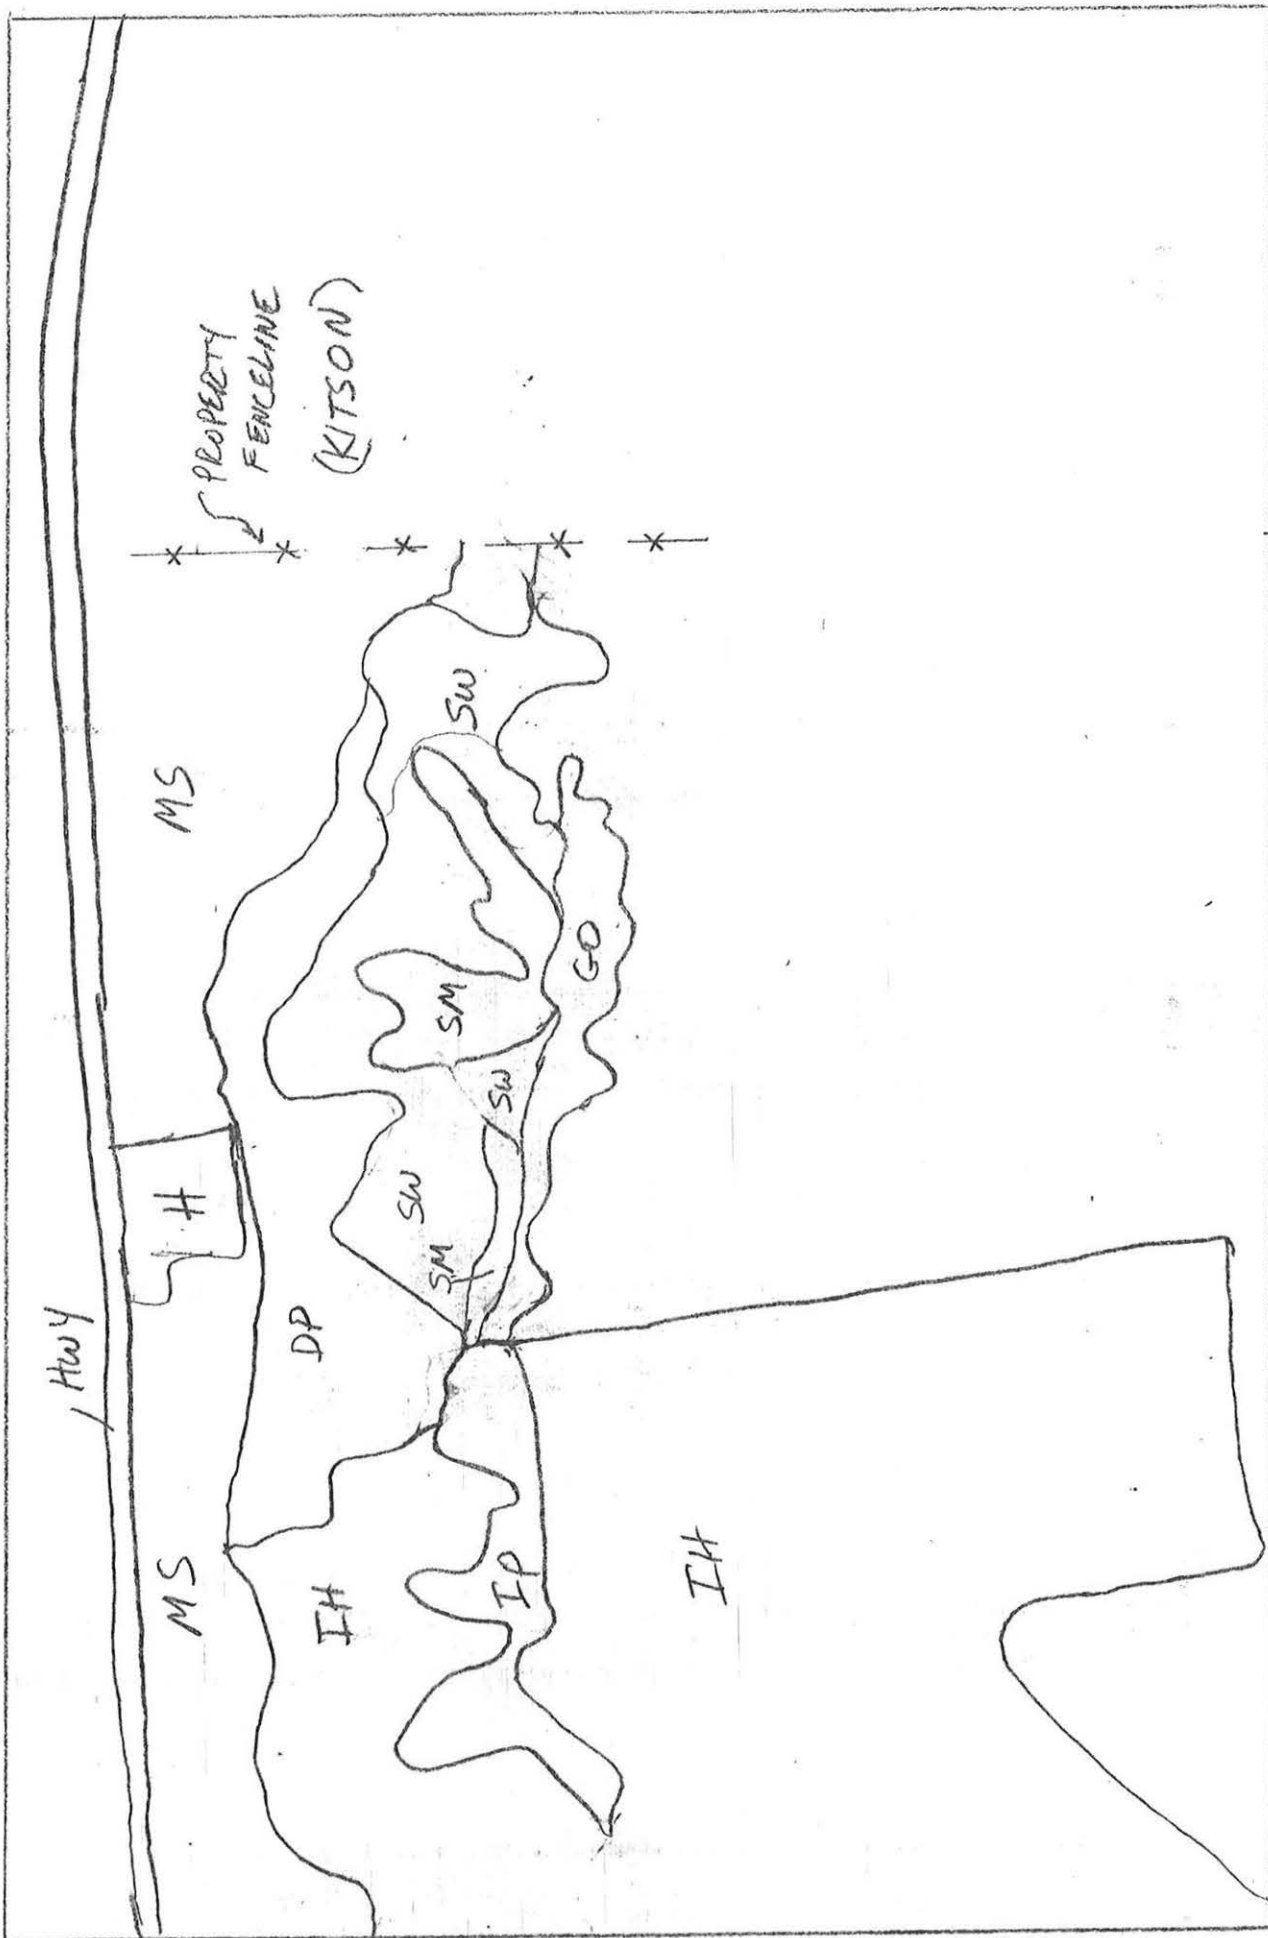 HWY
MS
MS
H
PROPERTY
FENCELINE
(KITSON)
DP
IH
SW
SM
SW
SM
SW
GO
IP
IH